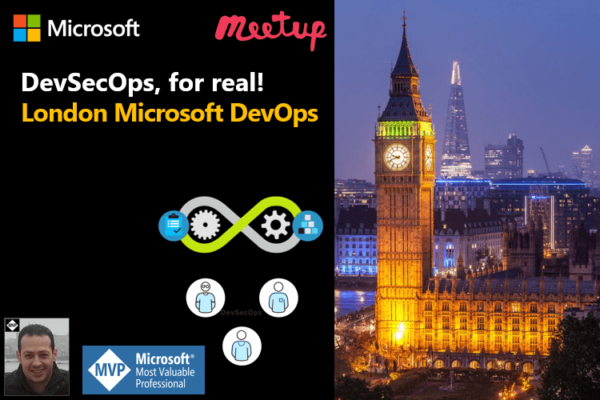 Microsoft
meetup
DevSecOps, for real!
London Microsoft DevOps
DevSecOps
MVP
Microsoft®
Most Valuable
Professional